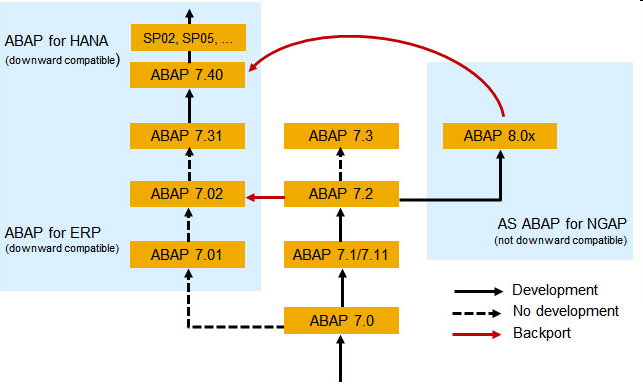 ABAP for HANA
(downward compatible)
SP02, SP05, ...
ABAP 7.40
ABAP 7.31
ABAP 7.3
ABAP 8.0x
ABAP 7.02
ABAP 7.2
ABAP for ERP
(downward compatible)
AS ABAP for NGAP
(not downward compatible)
ABAP 7.01
ABAP 7.1/7.11
ABAP 7.0
Development
No development
Backport